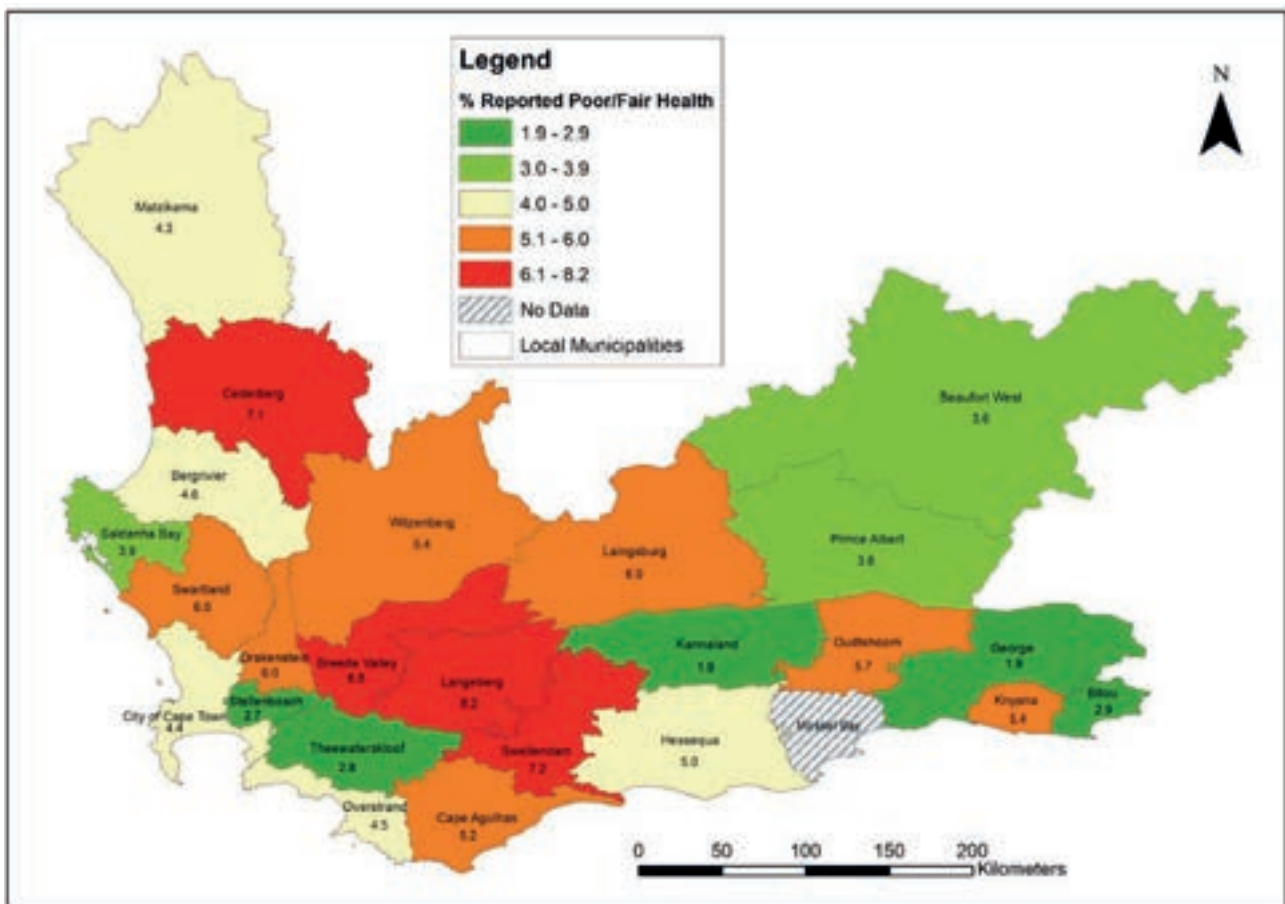 Legend
% Reported Poor/Fair Health
1.9 - 2.9
3.0 - 3.9
4.0 - 5.0
5.1 - 6.0
6.1 - 8.2
No Data
Local Municipalities
N
Matzikama
4.3
Cederberg
7.1
Bergrivier
4.6
Saldanha Bay
3.9
Swartland
6.0
Witzenberg
5.4
Laingsburg
6.0
Beaufort West
3.6
Prince Albert
3.8
Drakenstein
6.0
Breede Valley
Langeberg
8.2
Kannaland
1.9
Oudtshoorn
5.7
George
1.9
Bitou
2.9
Knysna
5.4
Stellenbosch
2.7
City of Cape Town
4.4
Theewaterskloof
2.8
Swellendam
7.2
Hessequa
5.0
Mossel Bay
Overstrand
4.5
Cape Agulhas
5.2
0 50 100 150 200
Kilometers